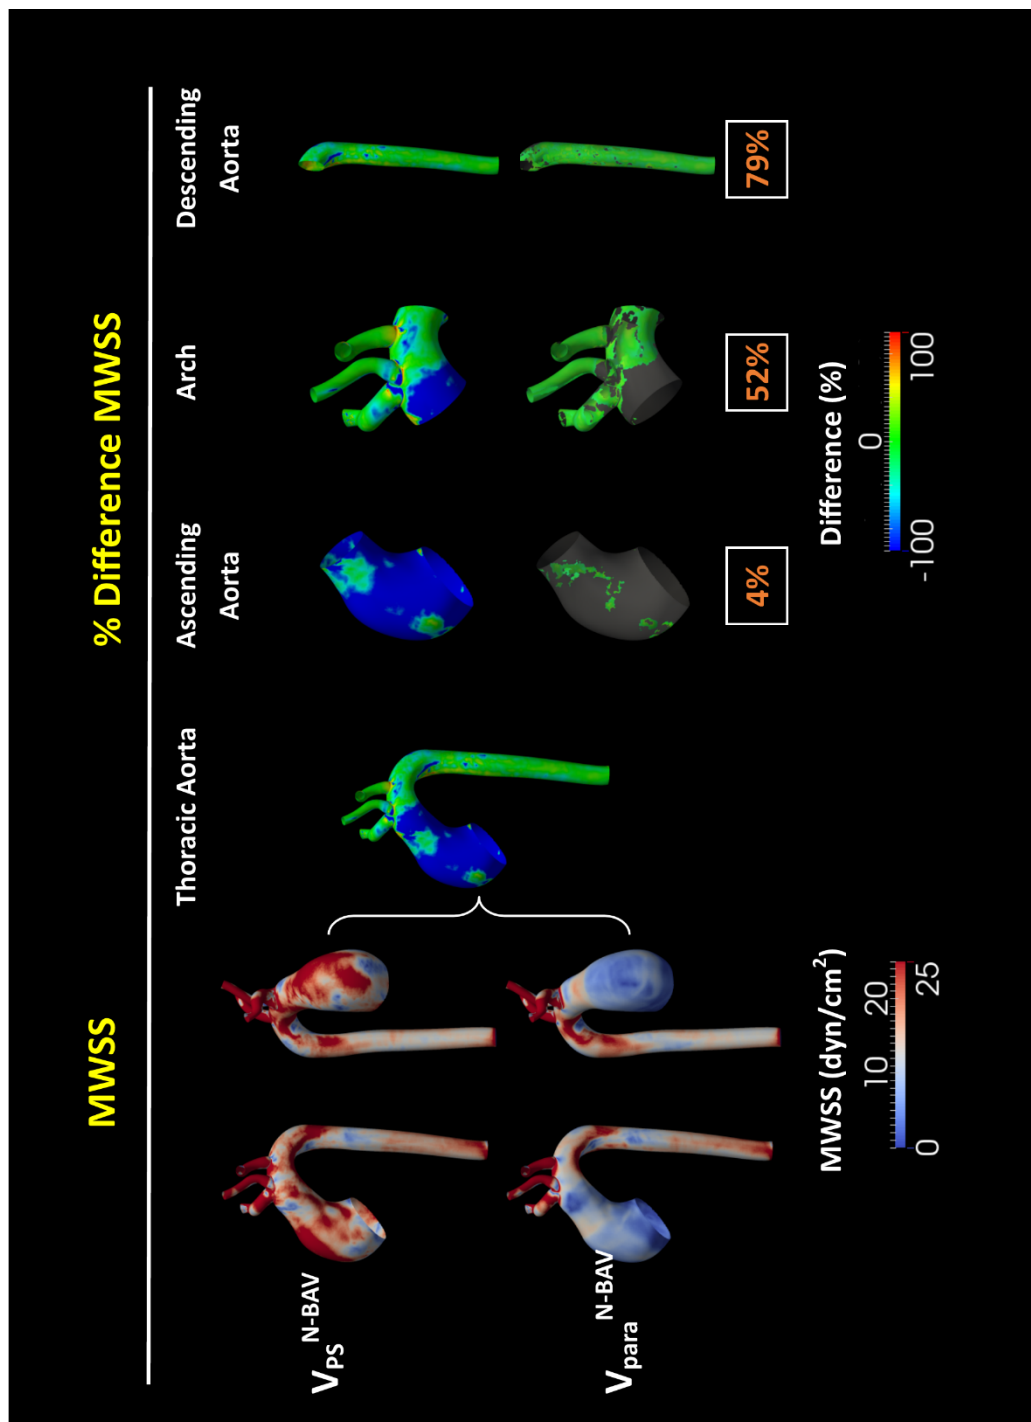 MWSS
% Difference MWSS
Thoracic Aorta
Ascending
Aorta
Arch
Descending
Aorta
V_PS^N-BAV
V_para^N-BAV
4%
52%
79%
MWSS (dyn/cm²)
0
10
20
25
Difference (%)
-100
0
100